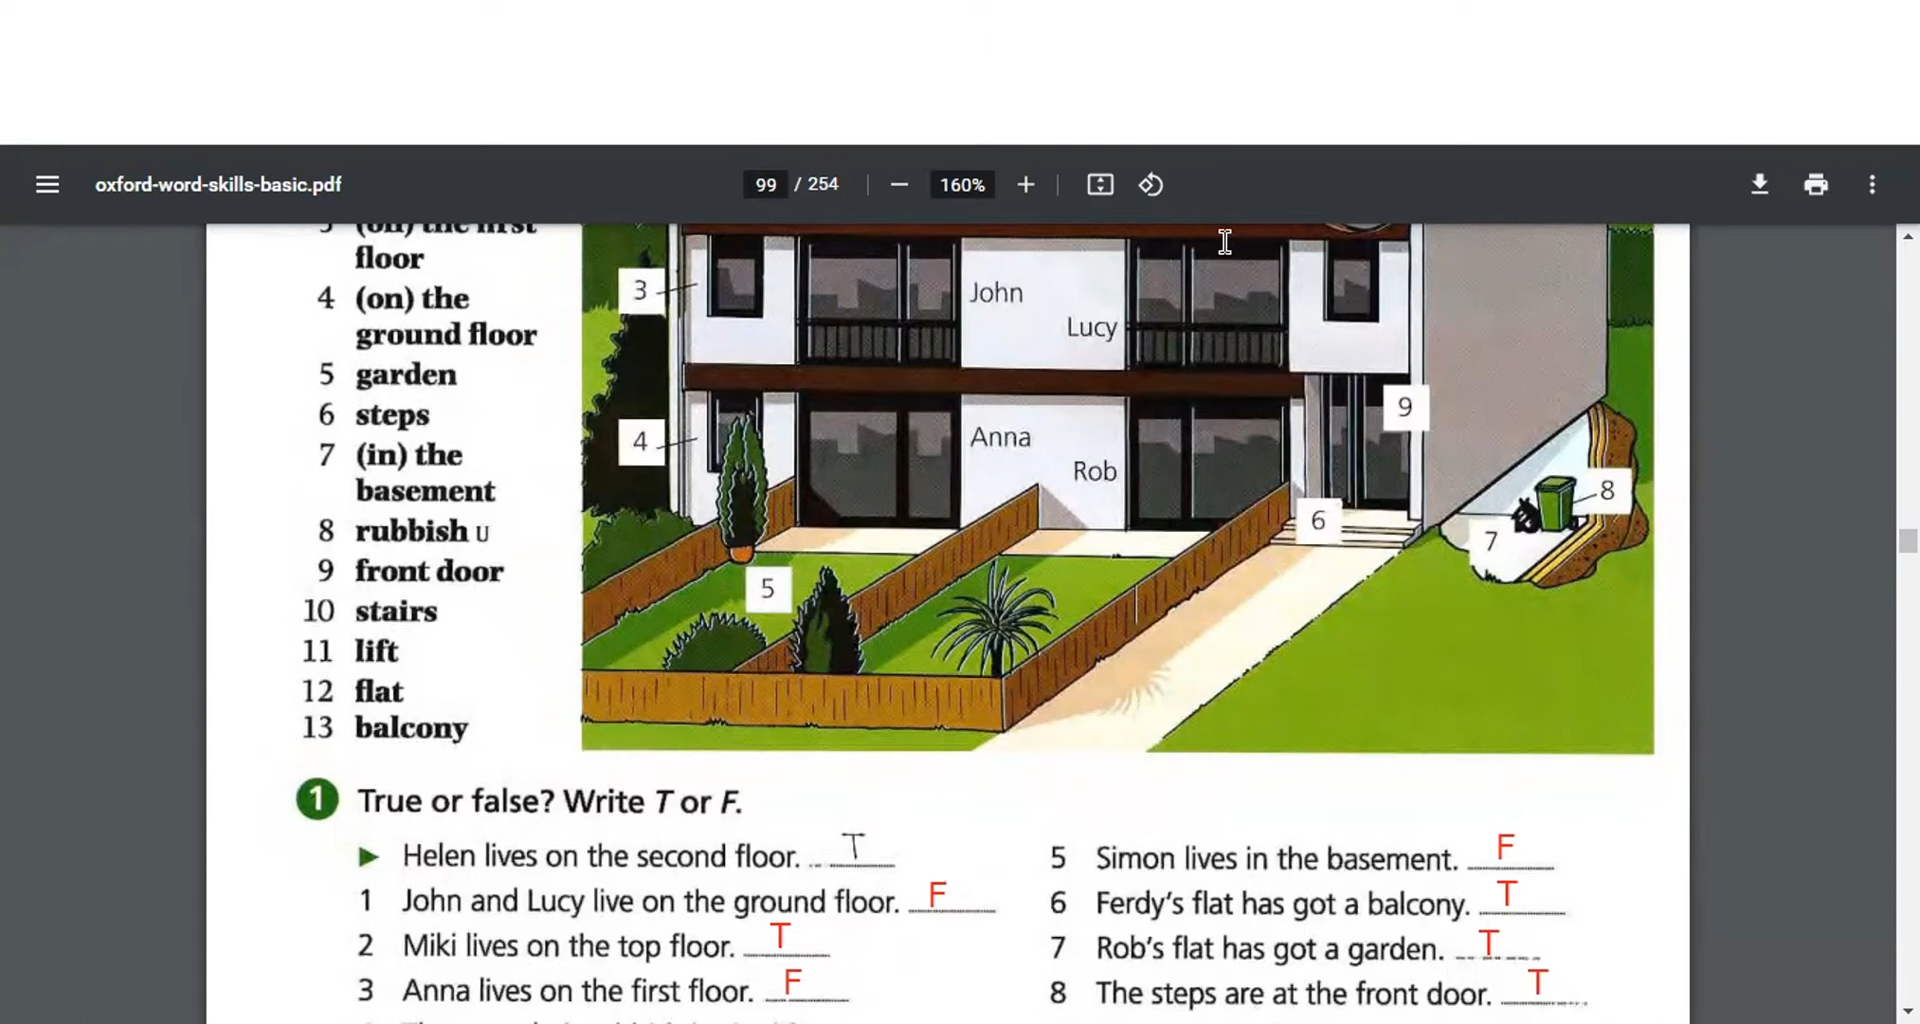 oxford-word-skills-basic.pdf
99 / 254
160%
3 (on) the first
floor
4 (on) the
ground floor
5 garden
6 steps
7 (in) the
basement
8 rubbish U
9 front door
10 stairs
11 lift
12 flat
13 balcony
3
John
Lucy
9
4
Anna
Rob
8
6
7
5
1 True or false? Write T or F.
Helen lives on the second floor. T
1 John and Lucy live on the ground floor. F
2 Miki lives on the top floor. T
3 Anna lives on the first floor. F
5 Simon lives in the basement. F
6 Ferdy's flat has got a balcony. T
7 Rob's flat has got a garden. T
8 The steps are at the front door. T